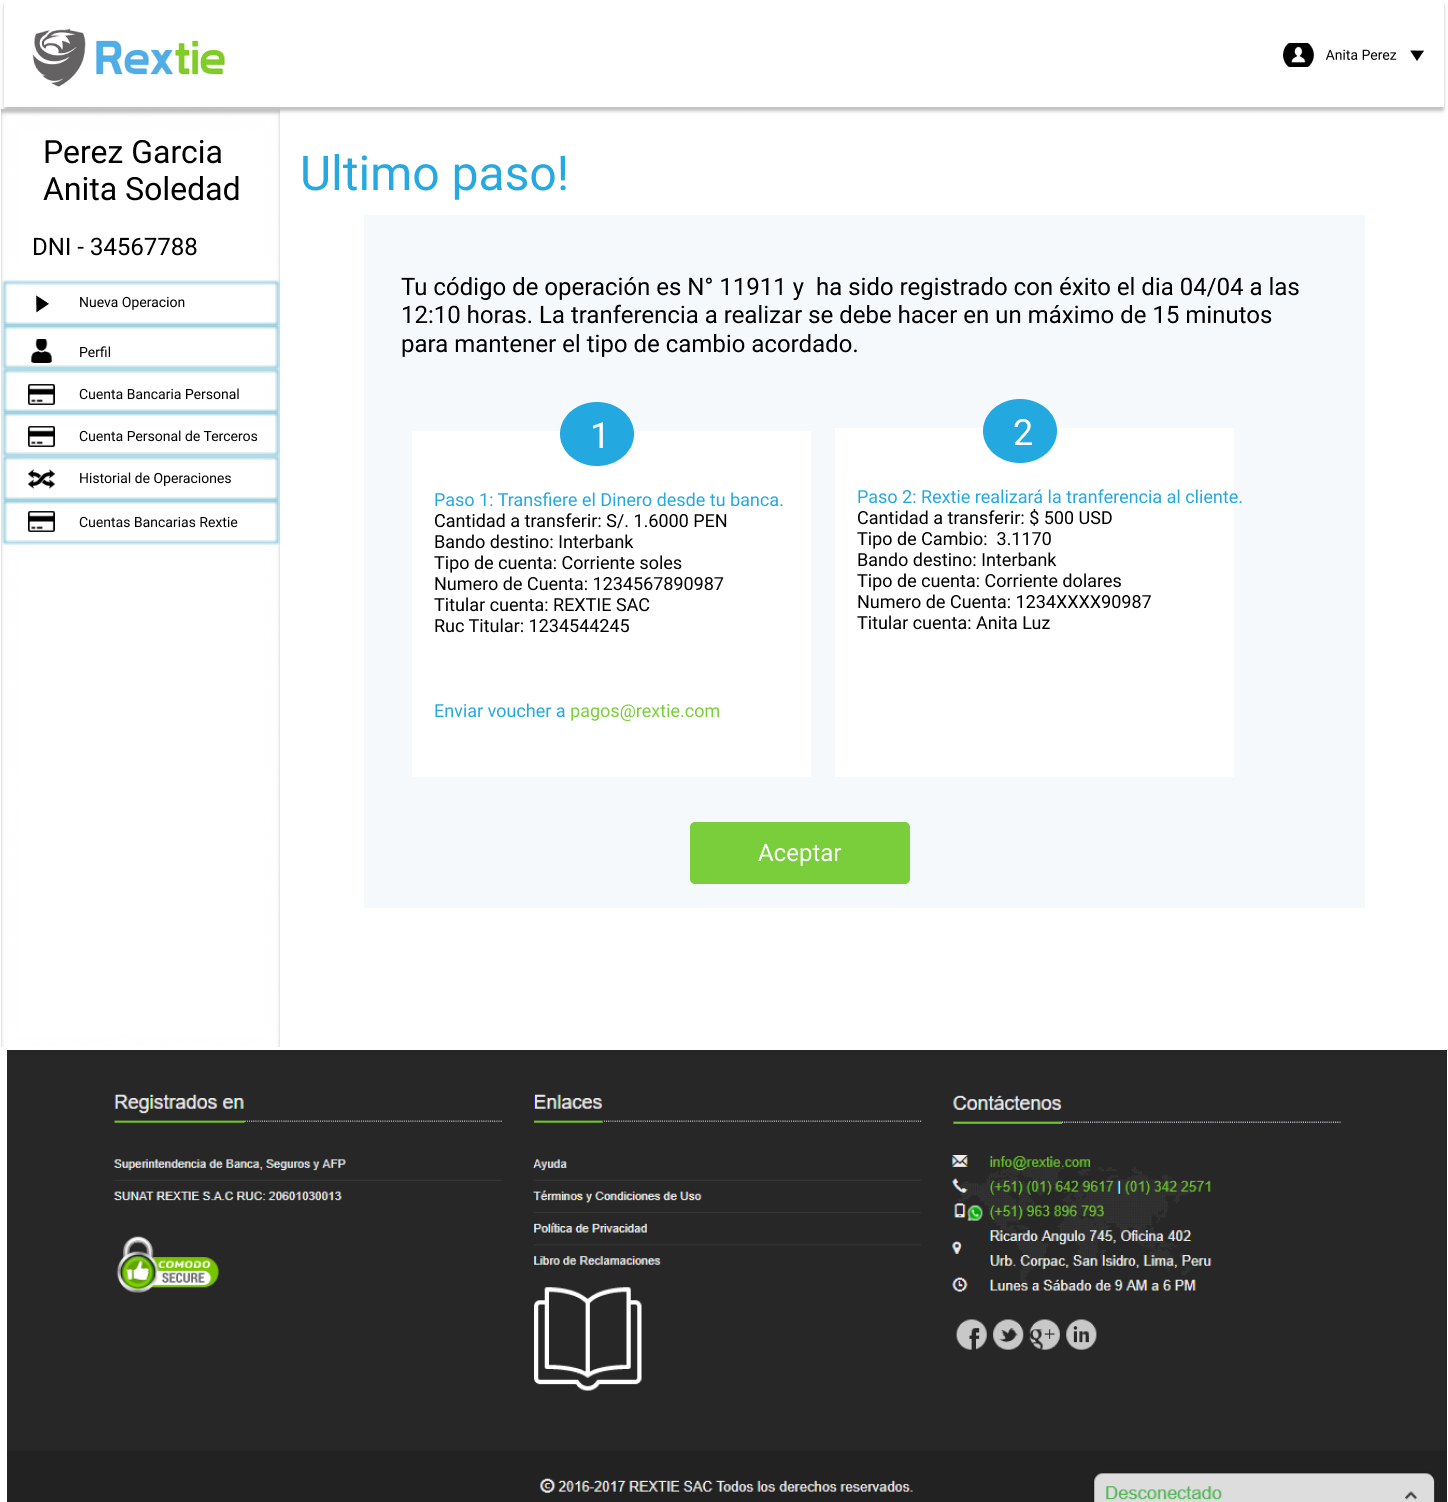 Rextie
Anita Perez
Perez Garcia
Anita Soledad
DNI - 34567788
Nueva Operacion
Perfil
Cuenta Bancaria Personal
Cuenta Personal de Terceros
Historial de Operaciones
Cuentas Bancarias Rextie
Ultimo paso!
Tu código de operación es N° 11911 y  ha sido registrado con éxito el dia 04/04 a las
12:10 horas. La tranferencia a realizar se debe hacer en un máximo de 15 minutos
para mantener el tipo de cambio acordado.
1
Paso 1: Transfiere el Dinero desde tu banca.
Cantidad a transferir: S/. 1.6000 PEN
Bando destino: Interbank
Tipo de cuenta: Corriente soles
Numero de Cuenta: 1234567890987
Titular cuenta: REXTIE SAC
Ruc Titular: 1234544245
Enviar voucher a pagos@rextie.com
2
Paso 2: Rextie realizará la tranferencia al cliente.
Cantidad a transferir: $ 500 USD
Tipo de Cambio:  3.1170
Bando destino: Interbank
Tipo de cuenta: Corriente dolares
Numero de Cuenta: 1234XXXX90987
Titular cuenta: Anita Luz
Aceptar
Registrados en
Superintendencia de Banca, Seguros y AFP
SUNAT REXTIE S.A.C RUC: 20601030013
COMODO
SECURE
Enlaces
Ayuda
Términos y Condiciones de Uso
Política de Privacidad
Libro de Reclamaciones
Contáctenos
info@rextie.com
(+51) (01) 642 9617 | (01) 342 2571
(+51) 963 896 793
Ricardo Angulo 745, Oficina 402
Urb. Corpac, San Isidro, Lima, Peru
Lunes a Sábado de 9 AM a 6 PM
f
g+
in
© 2016-2017 REXTIE SAC Todos los derechos reservados.
Desconectado